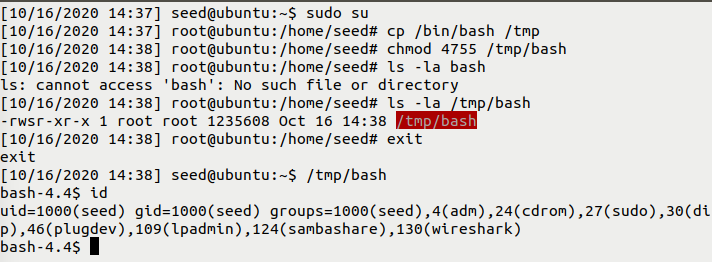 [10/16/2020 14:37] seed@ubuntu:~$ sudo su
[10/16/2020 14:37] root@ubuntu:/home/seed# cp /bin/bash /tmp
[10/16/2020 14:38] root@ubuntu:/home/seed# chmod 4755 /tmp/bash
[10/16/2020 14:38] root@ubuntu:/home/seed# ls -la bash
ls: cannot access 'bash': No such file or directory
[10/16/2020 14:38] root@ubuntu:/home/seed# ls -la /tmp/bash
-rwsr-xr-x 1 root root 1235608 Oct 16 14:38 /tmp/bash
[10/16/2020 14:38] root@ubuntu:/home/seed# exit
exit
[10/16/2020 14:38] seed@ubuntu:~$ /tmp/bash
bash-4.4$ id
uid=1000(seed) gid=1000(seed) groups=1000(seed),4(adm),24(cdrom),27(sudo),30(di
p),46(plugdev),109(lpadmin),124(sambashare),130(wireshark)
bash-4.4$